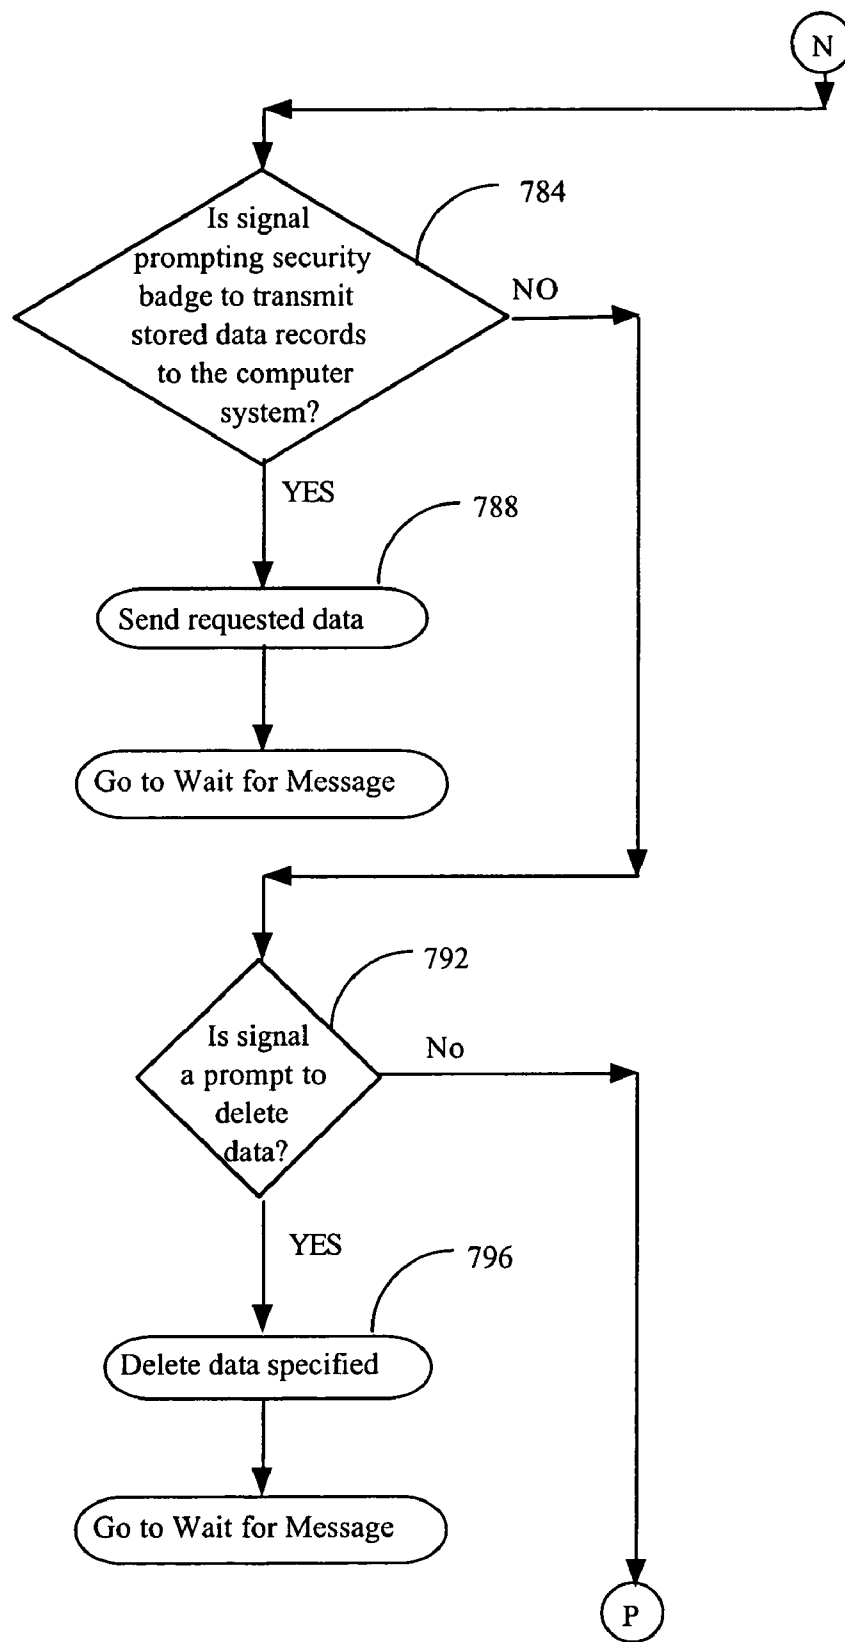 N
784
Is signal
prompting security
badge to transmit
stored data records
to the computer
system?
NO
YES
788
Send requested data
Go to Wait for Message
792
Is signal
a prompt to
delete
data?
No
YES
796
Delete data specified
Go to Wait for Message
P